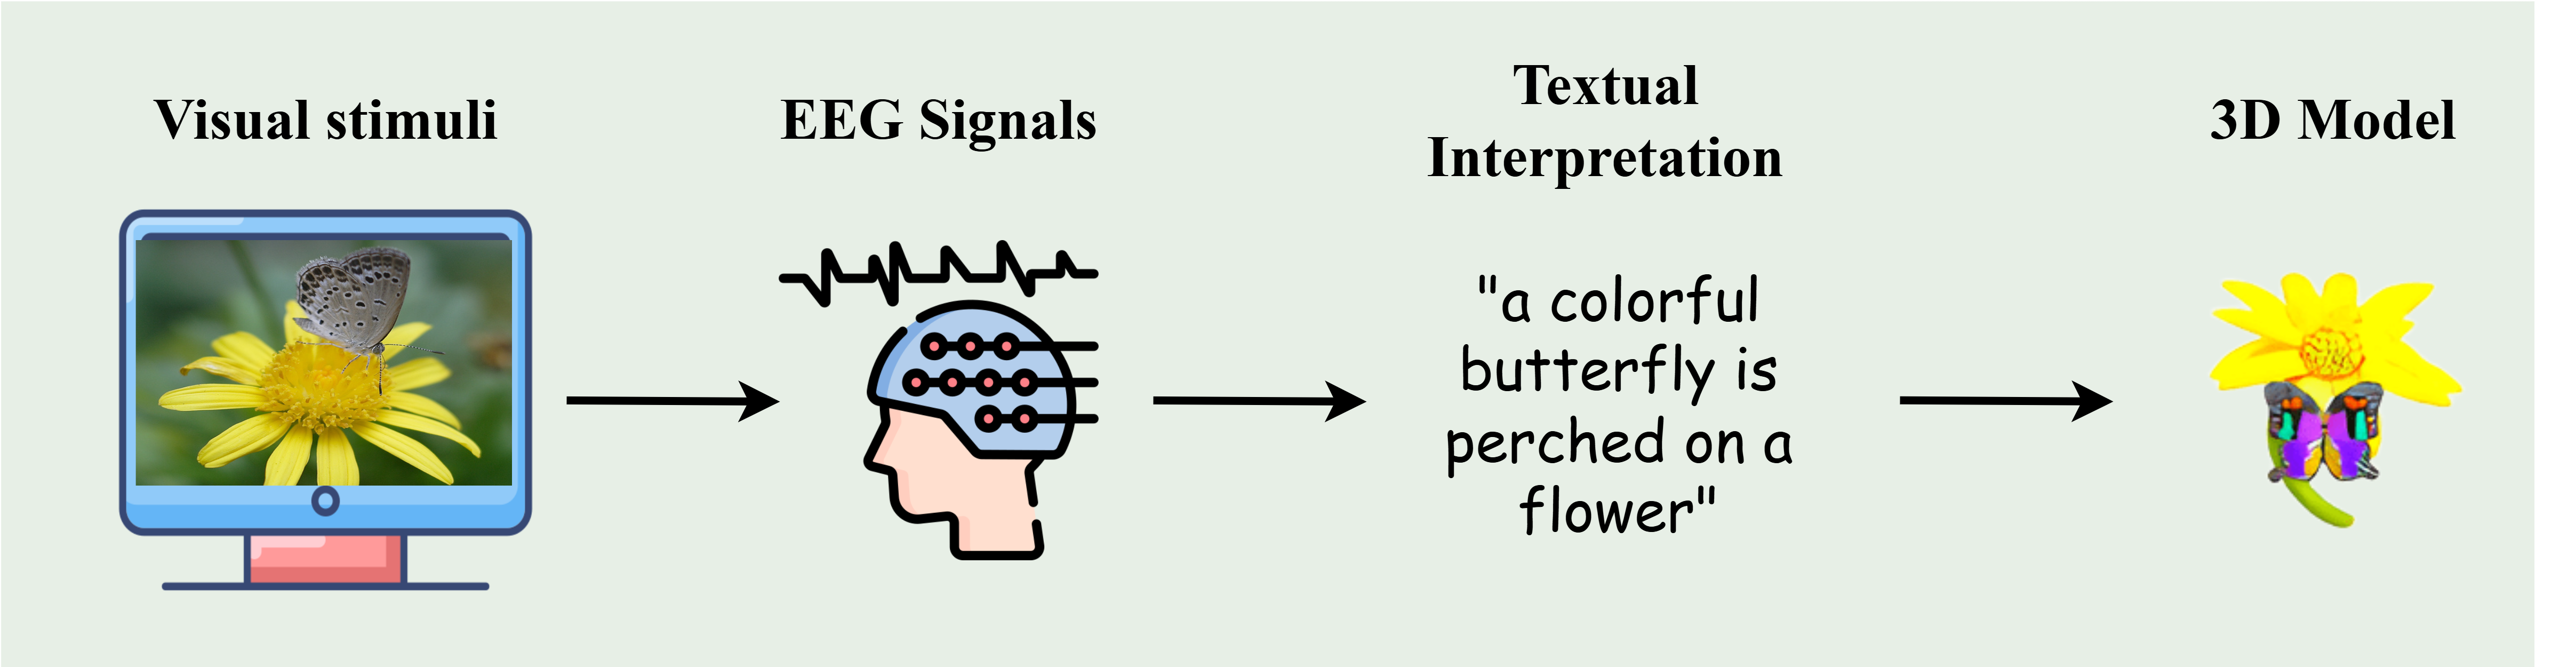 Visual stimuli
EEG Signals
Textual
Interpretation
3D Model
"a colorful
butterfly is
perched on a
flower"